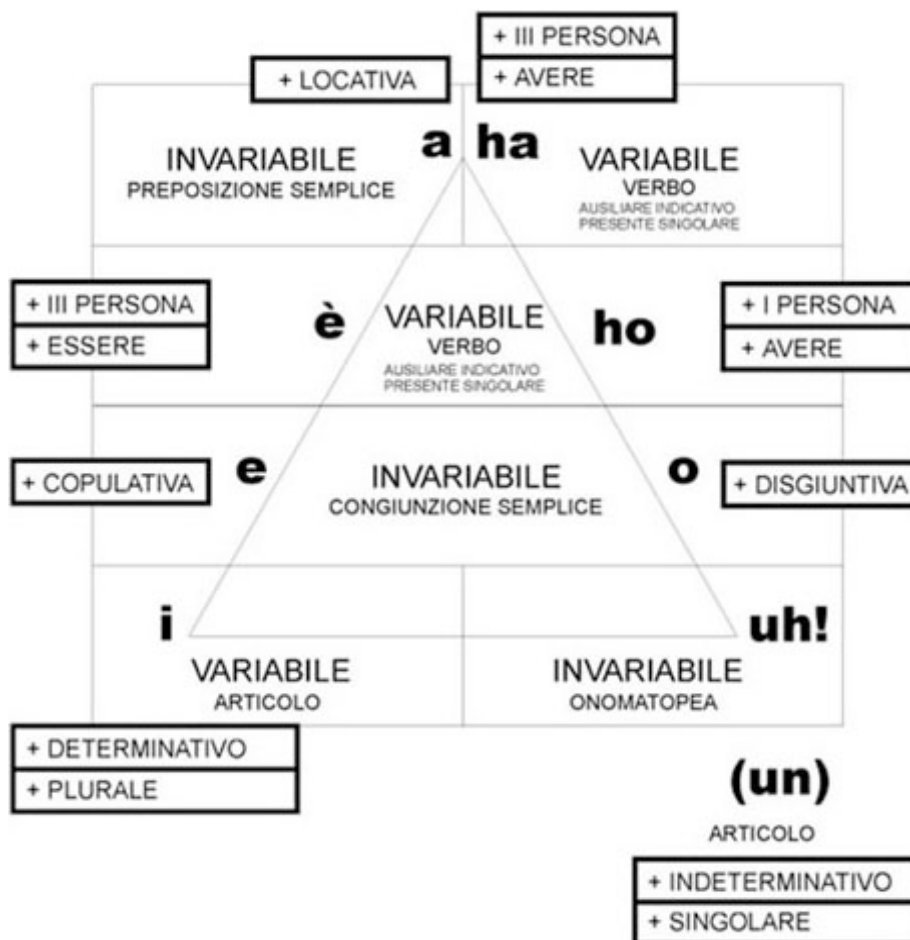 + III PERSONA
+ LOCATIVA
+ AVERE
a ha
INVARIABILE
PREPOSIZIONE SEMPLICE
VARIABILE
VERBO
AUSILIARE INDICATIVO
PRESENTE SINGOLARE
+ III PERSONA
+ ESSERE
è
VARIABILE
VERBO
AUSILIARE INDICATIVO
PRESENTE SINGOLARE
ho
+ I PERSONA
+ AVERE
+ COPULATIVA
e
INVARIABILE
CONGIUNZIONE SEMPLICE
o
+ DISGIUNTIVA
i
uh!
VARIABILE
ARTICOLO
INVARIABILE
ONOMATOPEA
+ DETERMINATIVO
+ PLURALE
(un)
ARTICOLO
+ INDETERMINATIVO
+ SINGOLARE